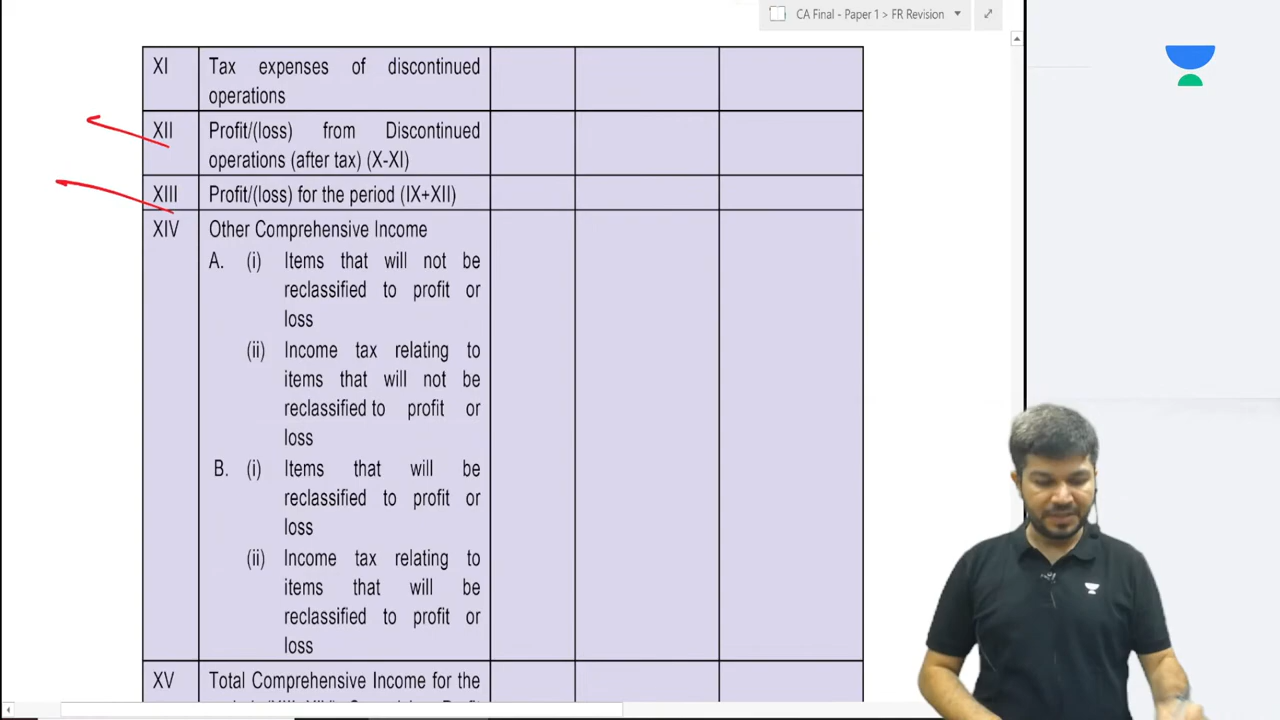 CA Final - Paper 1 > FR Revision
XI Tax expenses of discontinued
operations
XII Profit/(loss) from Discontinued
operations (after tax) (X-XI)
XIII Profit/(loss) for the period (IX+XII)
XIV Other Comprehensive Income
A. (i) Items that will not be
reclassified to profit or
loss
(ii) Income tax relating to
items that will not be
reclassified to profit or
loss
B. (i) Items that will be
reclassified to profit or
loss
(ii) Income tax relating to
items that will be
reclassified to profit or
loss
XV Total Comprehensive Income for the